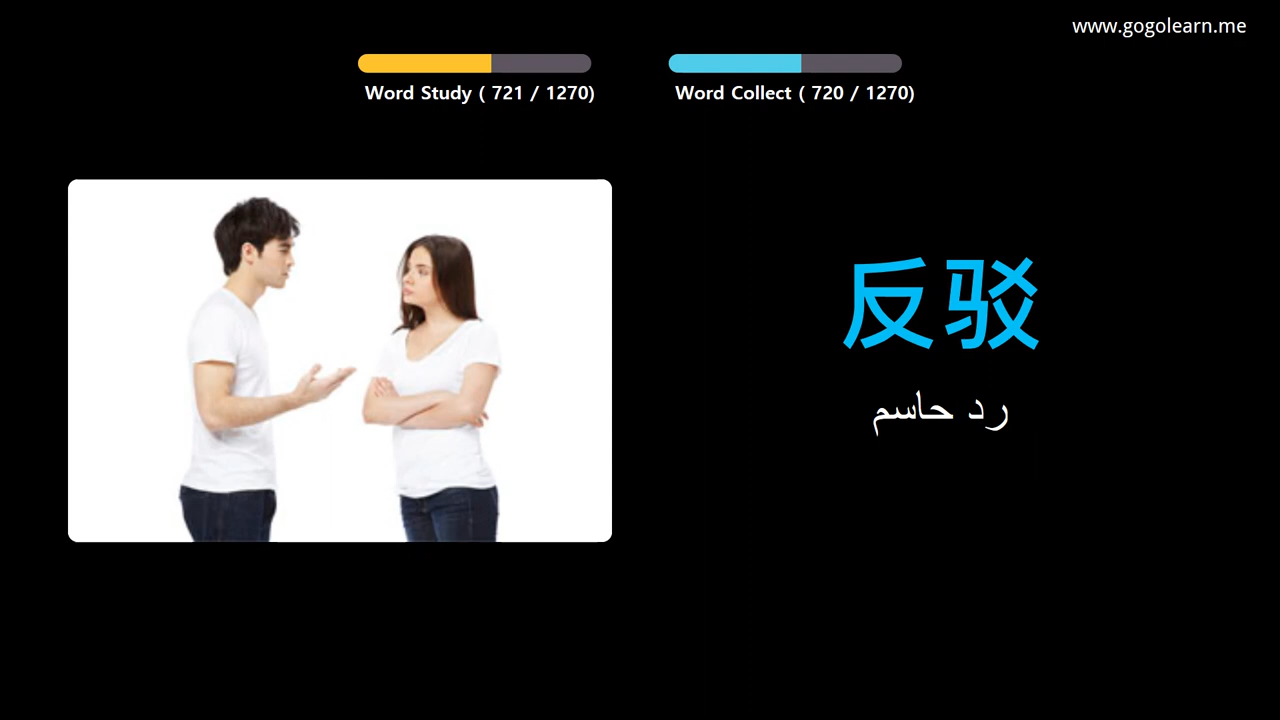 www.gogolearn.me
Word Study ( 721 / 1270)
Word Collect ( 720 / 1270)
反驳
رد حاسم